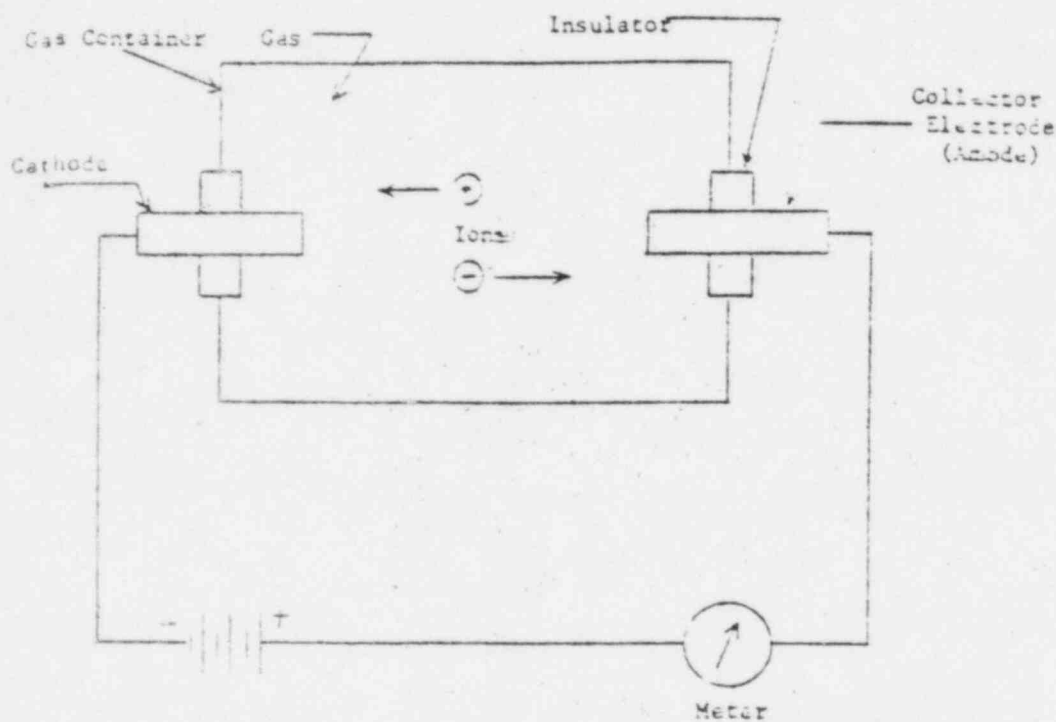 Gas Container
Gas
Insulator
Collector
Electrode
(Anode)
Cathode
+
Ions
-
- +
Meter